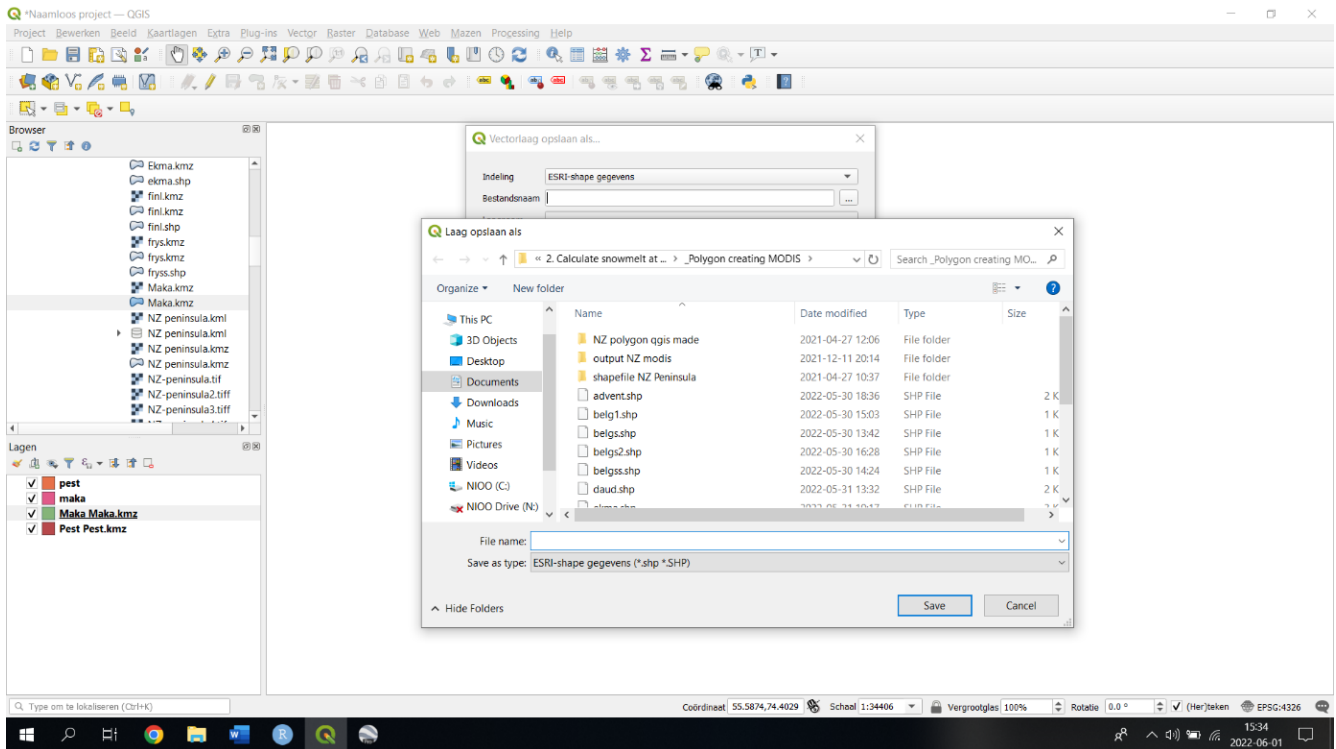 *Naamloos project — QGIS
Project Bewerken Beeld Kaartlagen Extra Plug-ins Vector Raster Database Web Mazen Processing Help
Browser
Ekma.kmz
ekma.shp
finl.kmz
finl.kmz
finl.shp
frys.kmz
frys.kmz
fryss.shp
Maka.kmz
Maka.kmz
NZ peninsula.kml
NZ peninsula.kml
NZ peninsula.kmz
NZ peninsula.kmz
NZ-peninsula.tif
NZ-peninsula2.tiff
NZ-peninsula3.tiff
Lagen
pest
maka
Maka Maka.kmz
Pest Pest.kmz
Vectorlaag opslaan als...
Indeling ESRI-shape gegevens
Bestandsnaam ...
Laag opslaan als
« 2. Calculate snowmelt at ... > _Polygon creating MODIS > Search _Polygon creating MO...
Organize New folder
This PC
3D Objects
Desktop
Documents
Downloads
Music
Pictures
Videos
NIOO (C:)
NIOO Drive (N:)
Name Date modified Type Size
NZ polygon qgis made 2021-04-27 12:06 File folder
output NZ modis 2021-12-11 20:14 File folder
shapefile NZ Peninsula 2021-04-27 10:37 File folder
advent.shp 2022-05-30 18:36 SHP File 2 K
belg1.shp 2022-05-30 15:03 SHP File 1 K
belgs.shp 2022-05-30 13:42 SHP File 1 K
belgs2.shp 2022-05-30 16:28 SHP File 1 K
belgss.shp 2022-05-30 14:24 SHP File 1 K
daud.shp 2022-05-31 13:32 SHP File 2 K
File name:
Save as type: ESRI-shape gegevens (*.shp *.SHP)
Hide Folders Save Cancel
Type om te lokaliseren (Ctrl+K) Coördinaat 55.5874,74.4029 Schaal 1:34406 Vergrootglas 100% Rotatie 0.0 ° (Her)teken EPSG:4326
15:34
2022-06-01